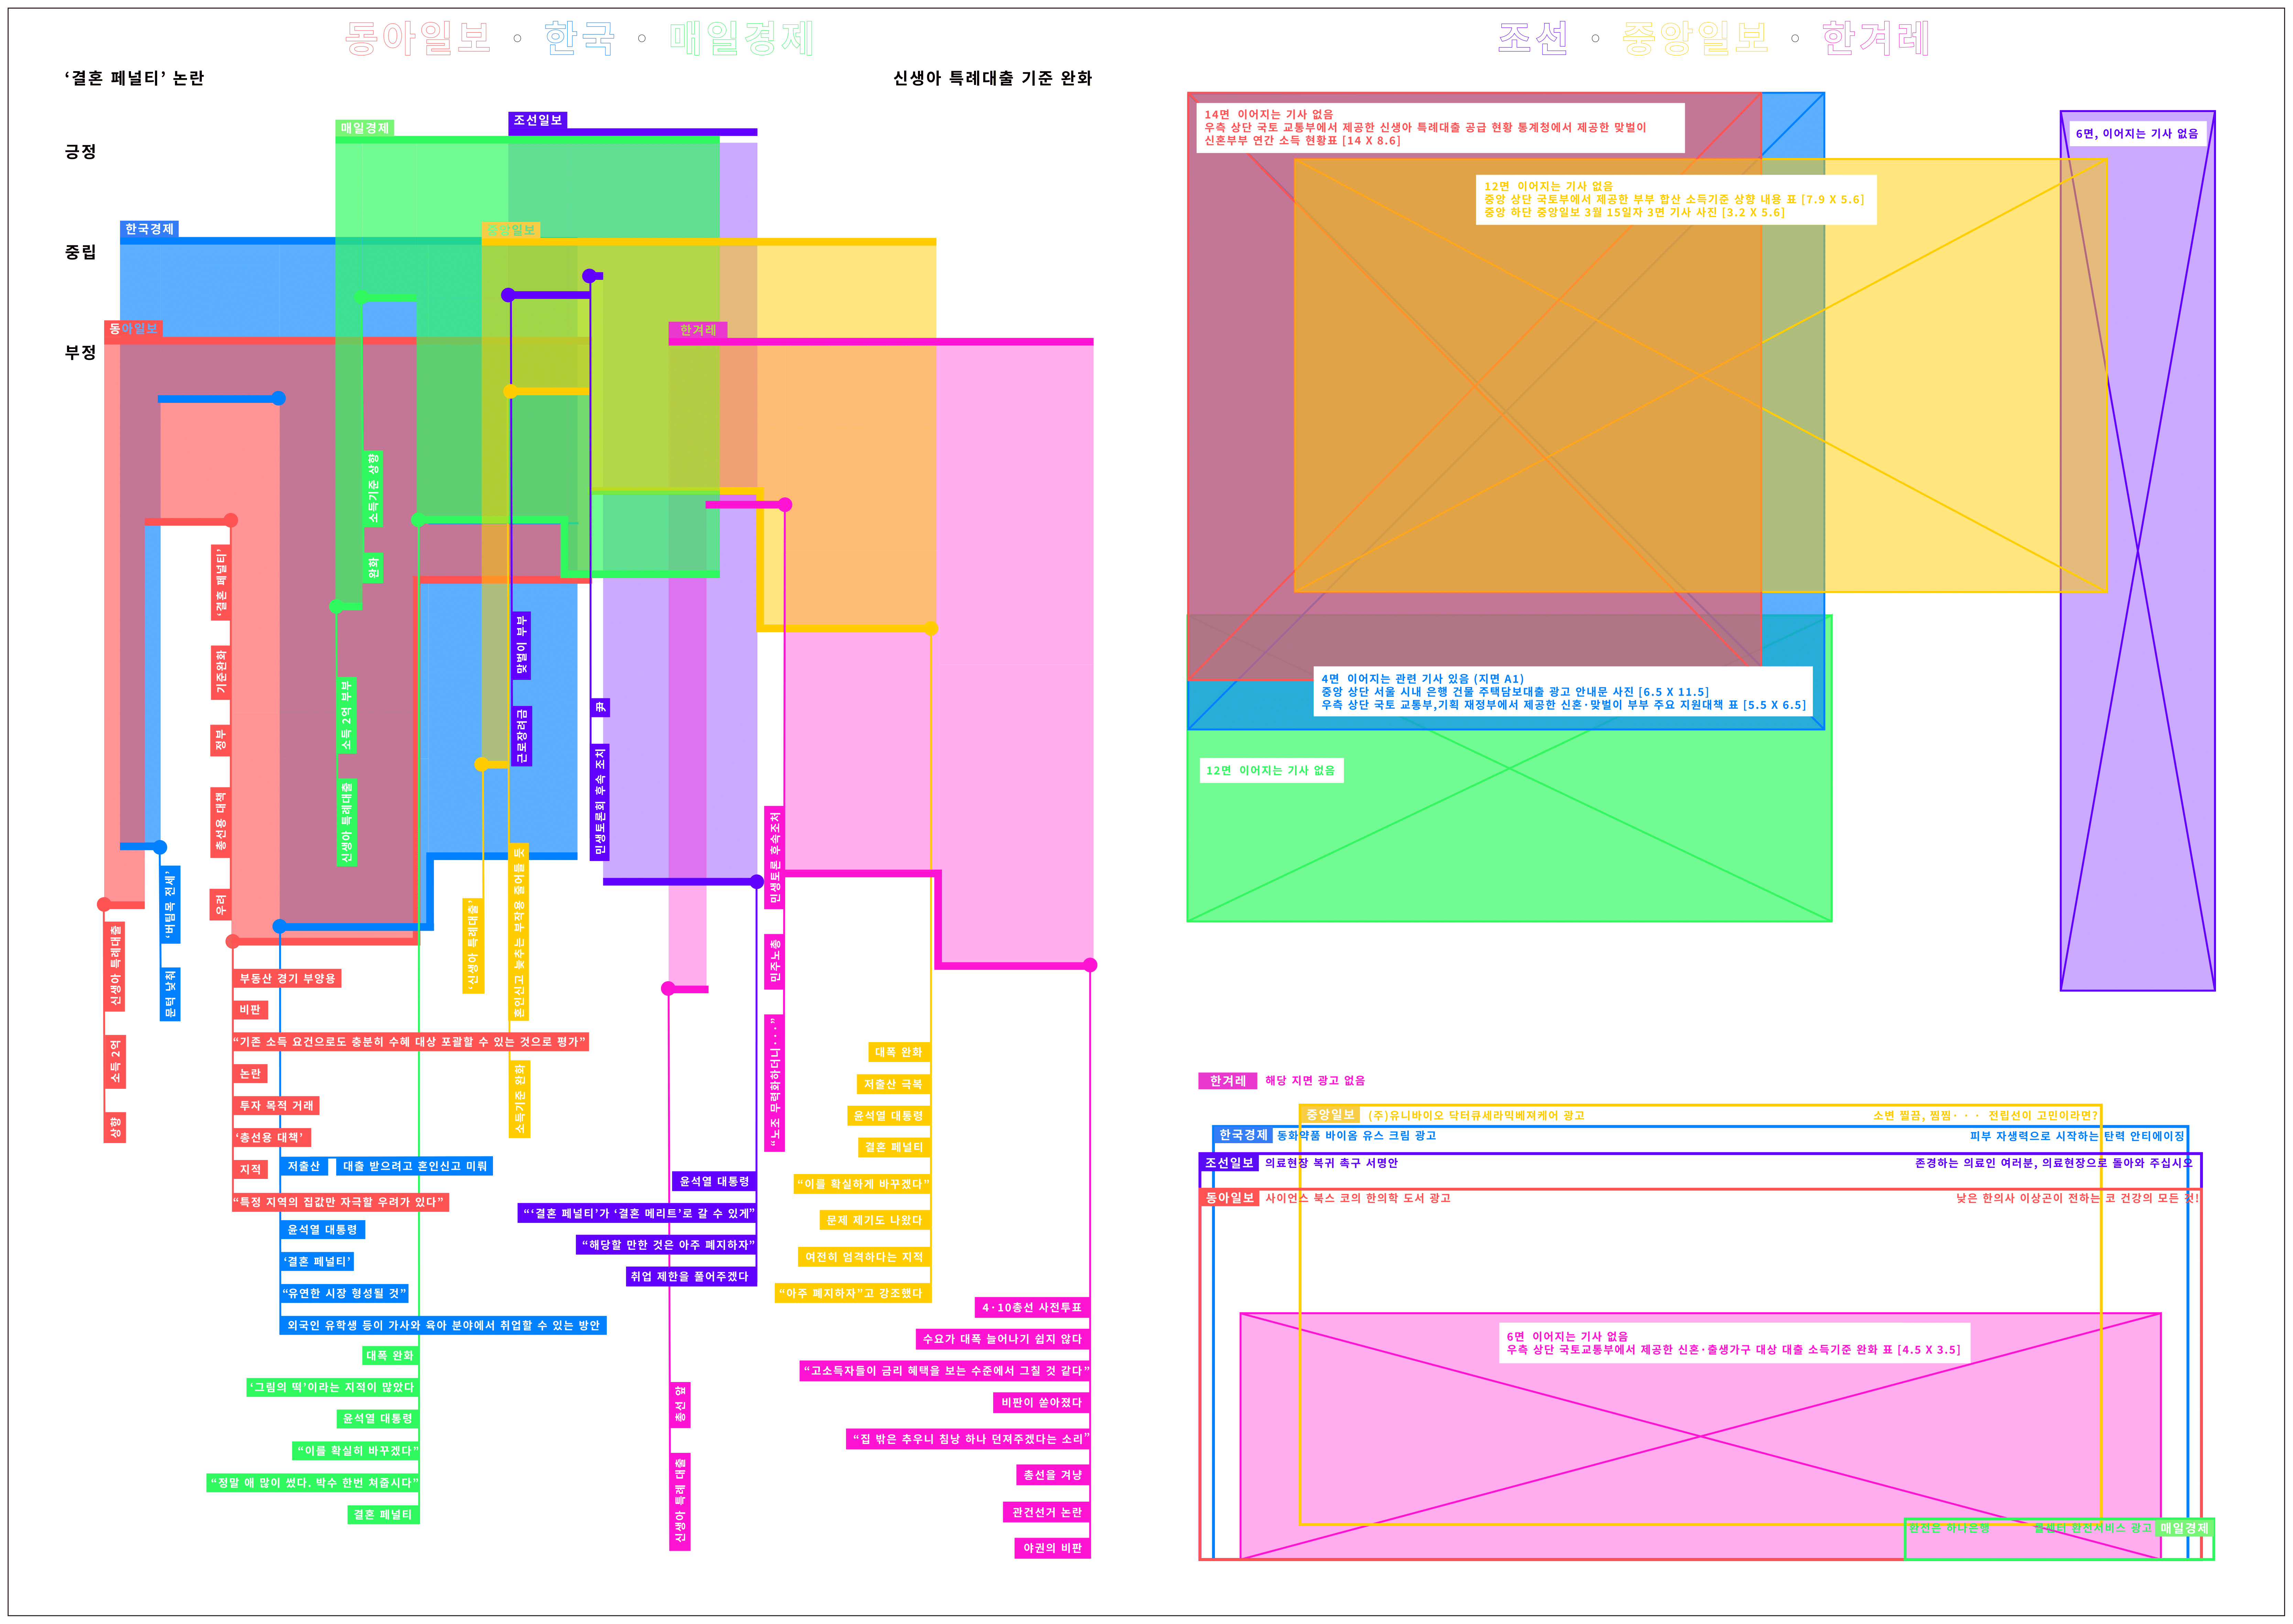 동아일보 · 한국 · 매일경제
조선 · 중앙일보 · 한겨레
‘결혼 페널티’ 논란
신생아 특례대출 기준 완화
긍정
중립
부정
매일경제
조선일보
한국경제
중앙일보
동아일보
한겨레
소득기준 상향
완화
‘결혼 페널티’
기준완화
정부
총선용 대책
우려
소득 2억 부부
신생아 특례대출
맞벌이 부부
근로장려금
尹
민생토론회 후속 조치
‘버팀목 전세’
문턱 낮춰
신생아 특례대출
소득 2억
상향
‘신생아 특례대출’
혼인신고 늦추는 부작용 줄어들 듯
소득기준 완화
민생토론 후속조치
민주노총
“노조 무력화하더니···”
총선 앞
신생아 특례 대출
부동산 경기 부양용
비판
“기존 소득 요건으로도 충분히 수혜 대상 포괄할 수 있는 것으로 평가”
논란
투자 목적 거래
‘총선용 대책’
지적
“특정 지역의 집값만 자극할 우려가 있다”
저출산
대출 받으려고 혼인신고 미뤄
윤석열 대통령
‘결혼 페널티’
“유연한 시장 형성될 것”
외국인 유학생 등이 가사와 육아 분야에서 취업할 수 있는 방안
대폭 완화
‘그림의 떡’이라는 지적이 많았다
윤석열 대통령
“이를 확실히 바꾸겠다”
“정말 애 많이 썼다. 박수 한번 쳐줍시다”
결혼 페널티
윤석열 대통령
“‘결혼 페널티’가 ‘결혼 메리트’로 갈 수 있게”
“해당할 만한 것은 아주 폐지하자”
취업 제한을 풀어주겠다
대폭 완화
저출산 극복
윤석열 대통령
결혼 페널티
“이를 확실하게 바꾸겠다”
문제 제기도 나왔다
여전히 엄격하다는 지적
“아주 폐지하자”고 강조했다
4·10총선 사전투표
수요가 대폭 늘어나기 쉽지 않다
“고소득자들이 금리 혜택을 보는 수준에서 그칠 것 같다”
비판이 쏟아졌다
“집 밖은 추우니 침낭 하나 던져주겠다는 소리”
총선을 겨냥
관건선거 논란
야권의 비판
14면 이어지는 기사 없음
우측 상단 국토 교통부에서 제공한 신생아 특례대출 공급 현황 통계청에서 제공한 맞벌이
신혼부부 연간 소득 현황표 [14 X 8.6]
6면, 이어지는 기사 없음
12면 이어지는 기사 없음
중앙 상단 국토부에서 제공한 부부 합산 소득기준 상향 내용 표 [7.9 X 5.6]
중앙 하단 중앙일보 3월 15일자 3면 기사 사진 [3.2 X 5.6]
4면 이어지는 관련 기사 있음 (지면 A1)
중앙 상단 서울 시내 은행 건물 주택담보대출 광고 안내문 사진 [6.5 X 11.5]
우측 상단 국토 교통부,기획 재정부에서 제공한 신혼·맞벌이 부부 주요 지원대책 표 [5.5 X 6.5]
12면 이어지는 기사 없음
한겨레 해당 지면 광고 없음
중앙일보 (주)유니바이오 닥터큐세라믹베져케어 광고
소변 찔끔, 찜찜· · · 전립선이 고민이라면?
한국경제 동화약품 바이옴 유스 크림 광고
피부 자생력으로 시작하는 탄력 안티에이징
조선일보 의료현장 복귀 촉구 서명안
존경하는 의료인 여러분, 의료현장으로 돌아와 주십시오
동아일보 사이언스 북스 코의 한의학 도서 광고
낮은 한의사 이상곤이 전하는 코 건강의 모든 것!
6면 이어지는 기사 없음
우측 상단 국토교통부에서 제공한 신혼·출생가구 대상 대출 소득기준 완화 표 [4.5 X 3.5]
환전은 하나은행
콜센터 환전서비스 광고 매일경제